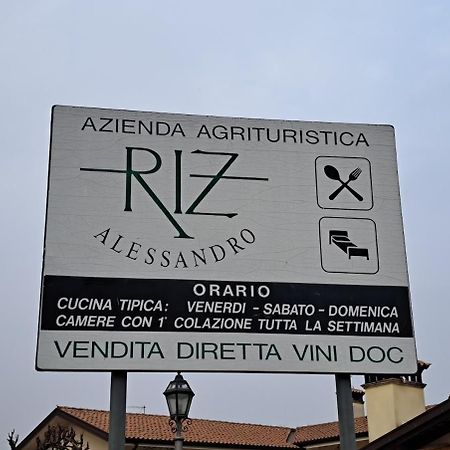 AZIENDA AGRITURISTICA
RIZ
ALESSANDRO
ORARIO
CUCINA TIPICA: VENERDI - SABATO - DOMENICA
CAMERE CON 1° COLAZIONE TUTTA LA SETTIMANA
VENDITA DIRETTA VINI DOC